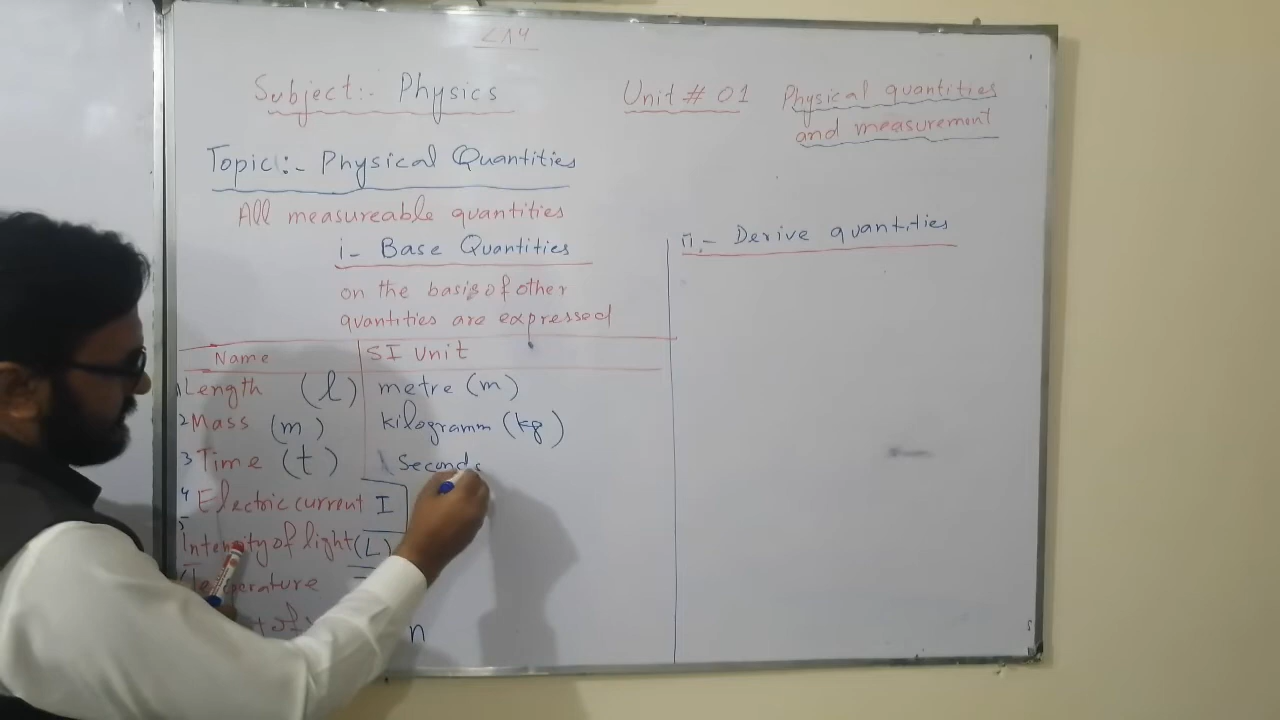 Subject:- Physics
Unit # 01 Physical quantities
and measurement
Topic:- Physical Quantities
All measureable quantities
i- Base Quantities
on the basis of other
quantities are expressed
Name SI Unit
1 Length (l) metre (m)
2 Mass (m) kilogramm (kg)
3 Time (t) Seconds
4 Electric current I
5 Intensity of light (L)
Temperature
n
ii.- Derive quantities